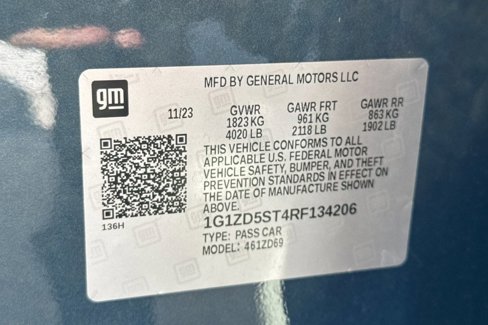 gm
MFD BY GENERAL MOTORS LLC
11/23 GVWR GAWR FRT GAWR RR
1823 KG 961 KG 863 KG
4020 LB 2118 LB 1902 LB
THIS VEHICLE CONFORMS TO ALL
APPLICABLE U.S. FEDERAL MOTOR
VEHICLE SAFETY, BUMPER, AND THEFT
PREVENTION STANDARDS IN EFFECT ON
THE DATE OF MANUFACTURE SHOWN
ABOVE.
1G1ZD5ST4RF134206
TYPE: PASS CAR
MODEL: 461ZD69
136H